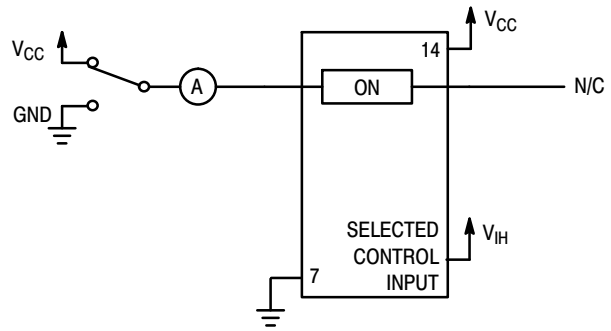 VCC
14
VCC
A
ON
N/C
GND
SELECTED
CONTROL
INPUT
VIH
7